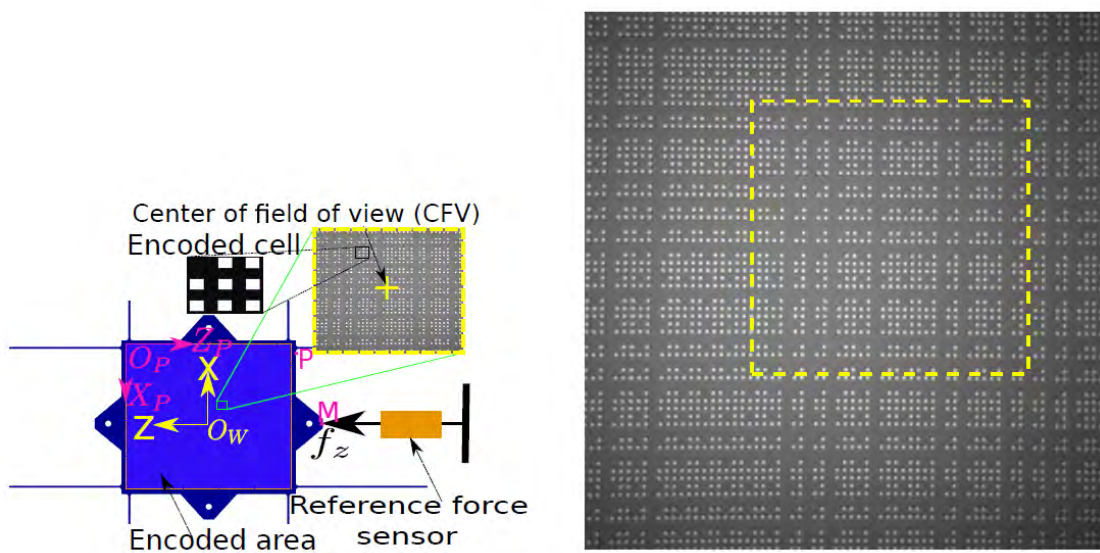 Center of field of view (CFV)
Encoded cell
Z_P
O_P
P
X
X_P
M
Z
O_W
f_z
Reference force
sensor
Encoded area